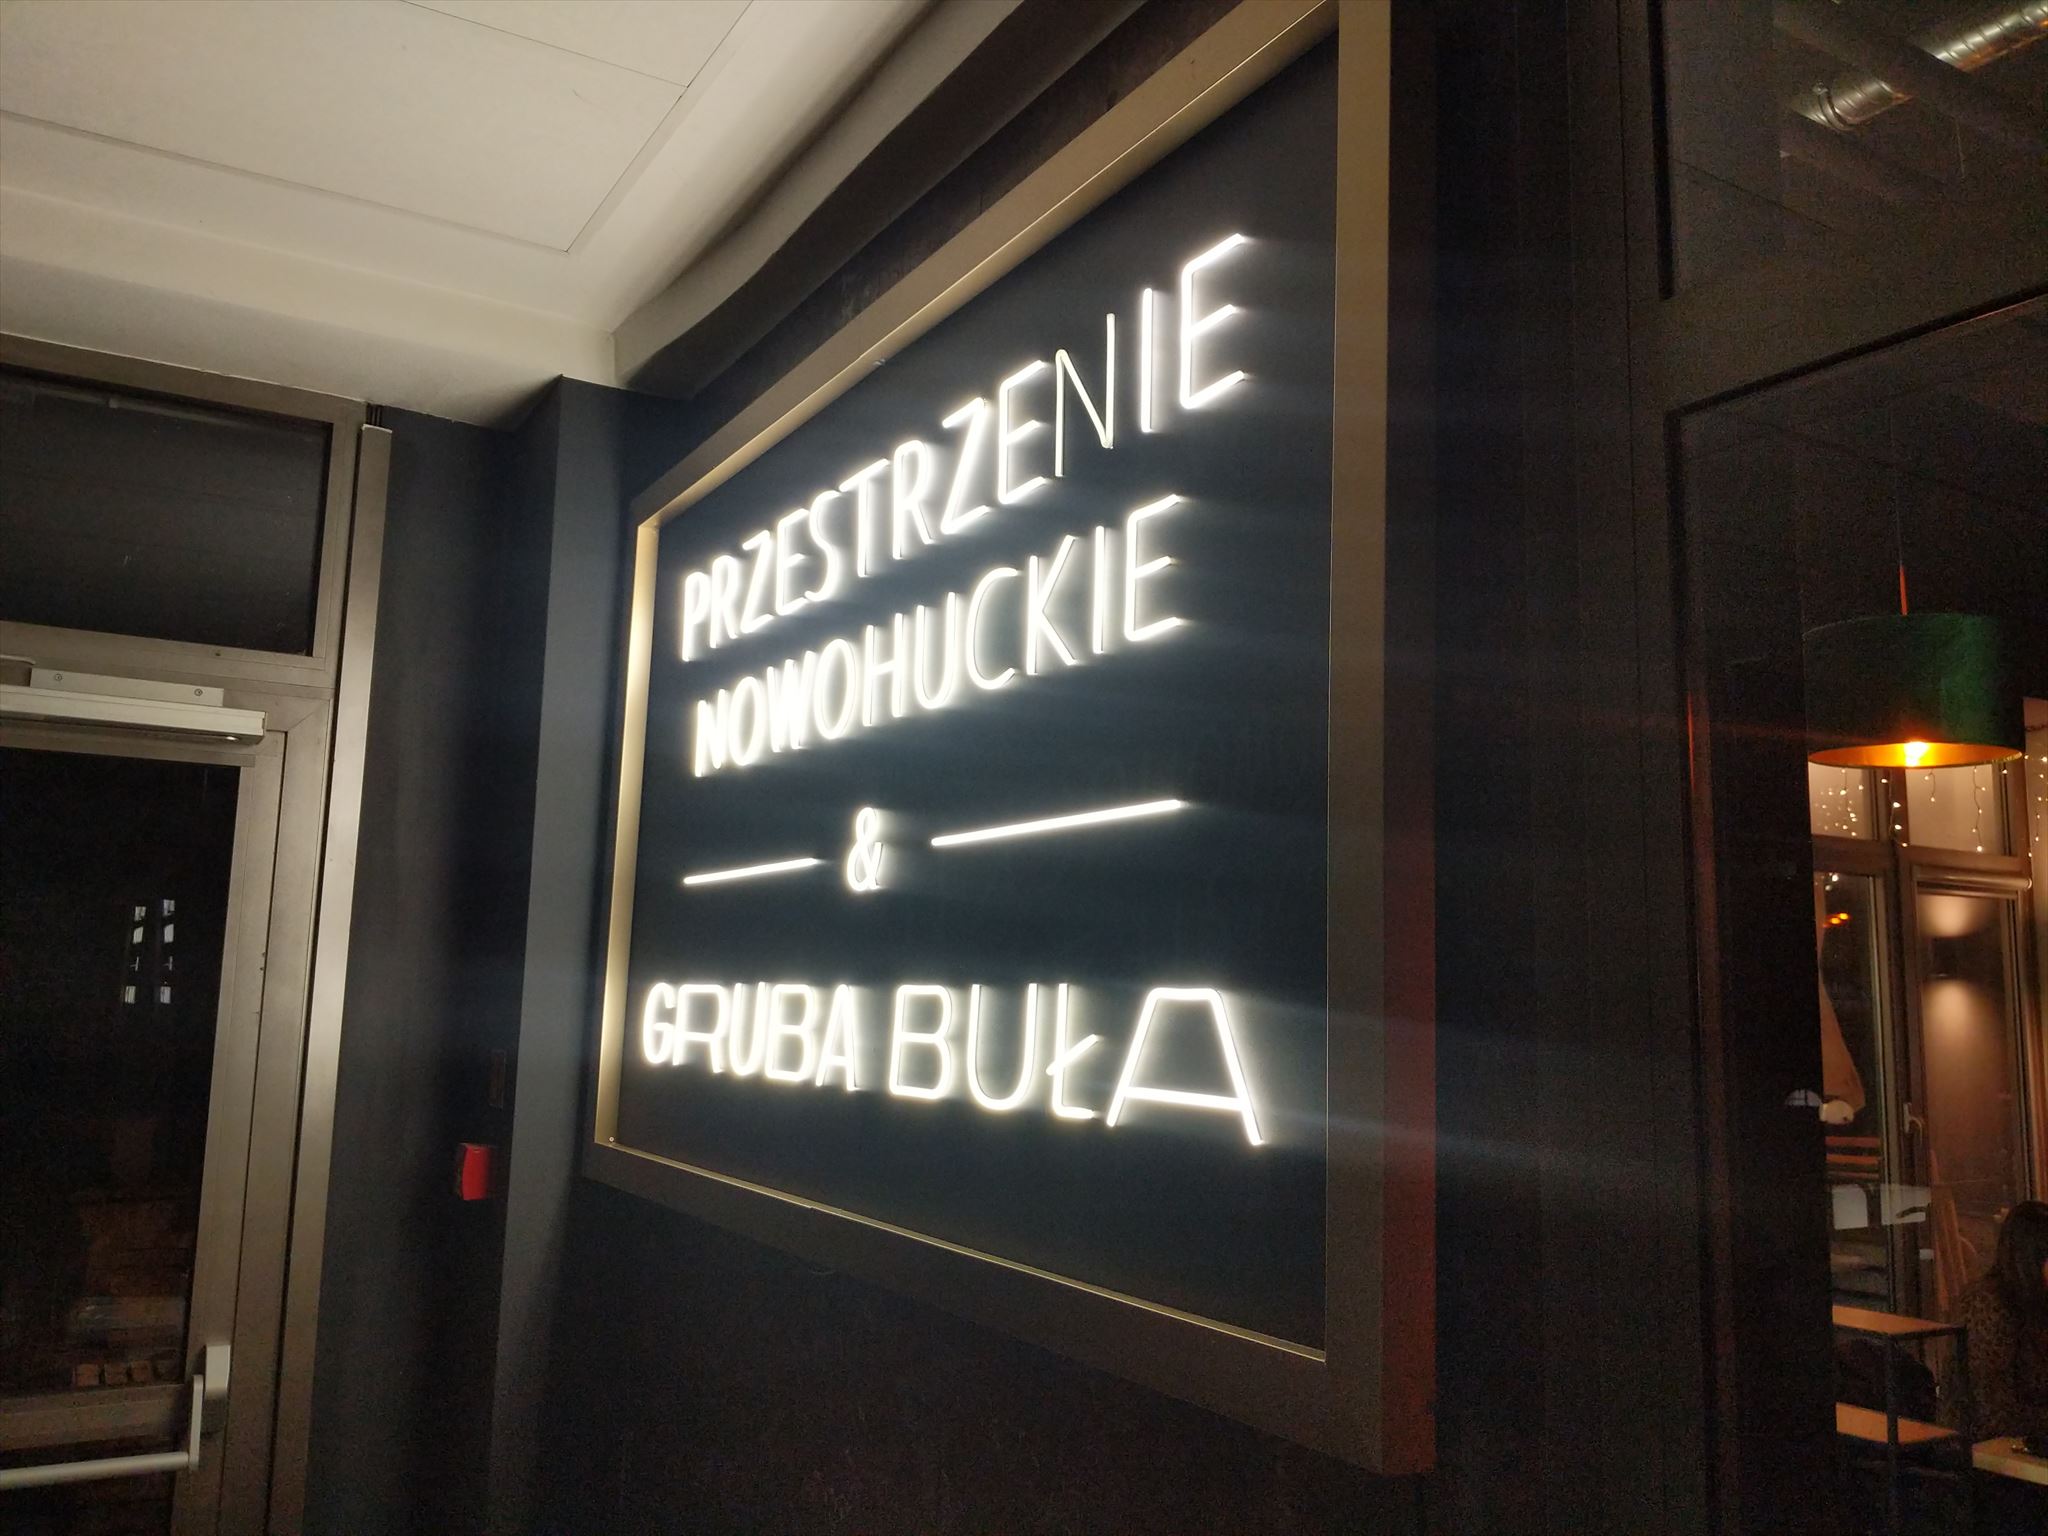 PRZESTRZENIE
NOWOHUCKIE
&
GRUBA BUŁA